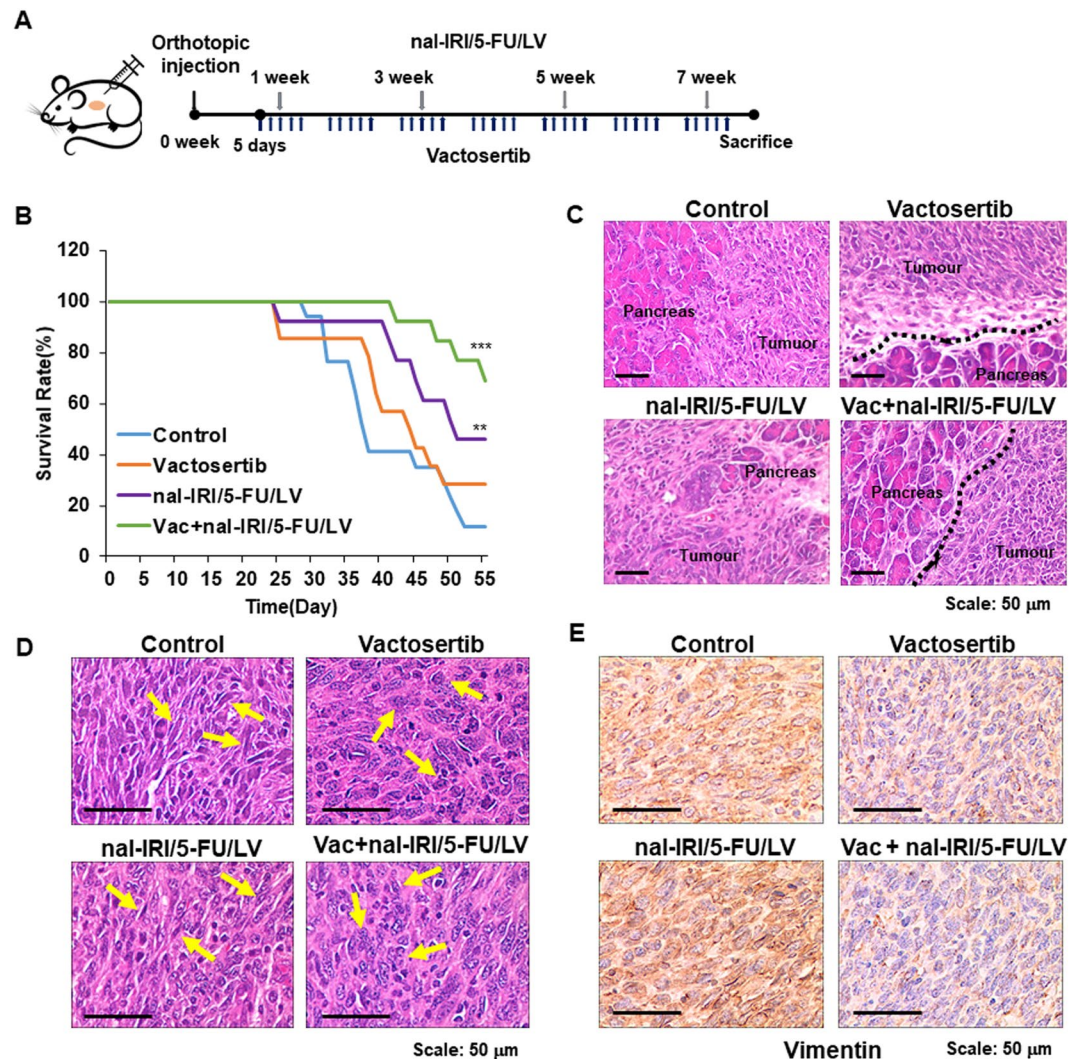 A
Orthotopic
injection
nal-IRI/5-FU/LV
1 week
3 week
5 week
7 week
0 week
5 days
Vactosertib
Sacrifice
B
120
100
80
60
40
20
0
Survival Rate(%)
***
**
Control
Vactosertib
nal-IRI/5-FU/LV
Vac+nal-IRI/5-FU/LV
0 5 10 15 20 25 30 35 40 45 50 55
Time(Day)
C
Control
Vactosertib
Pancreas
Tumuor
Tumour
Pancreas
nal-IRI/5-FU/LV
Vac+nal-IRI/5-FU/LV
Pancreas
Tumour
Pancreas
Tumour
Scale: 50 μm
D
Control
Vactosertib
nal-IRI/5-FU/LV
Vac+nal-IRI/5-FU/LV
Scale: 50 μm
E
Control
Vactosertib
nal-IRI/5-FU/LV
Vac + nal-IRI/5-FU/LV
Vimentin
Scale: 50 μm